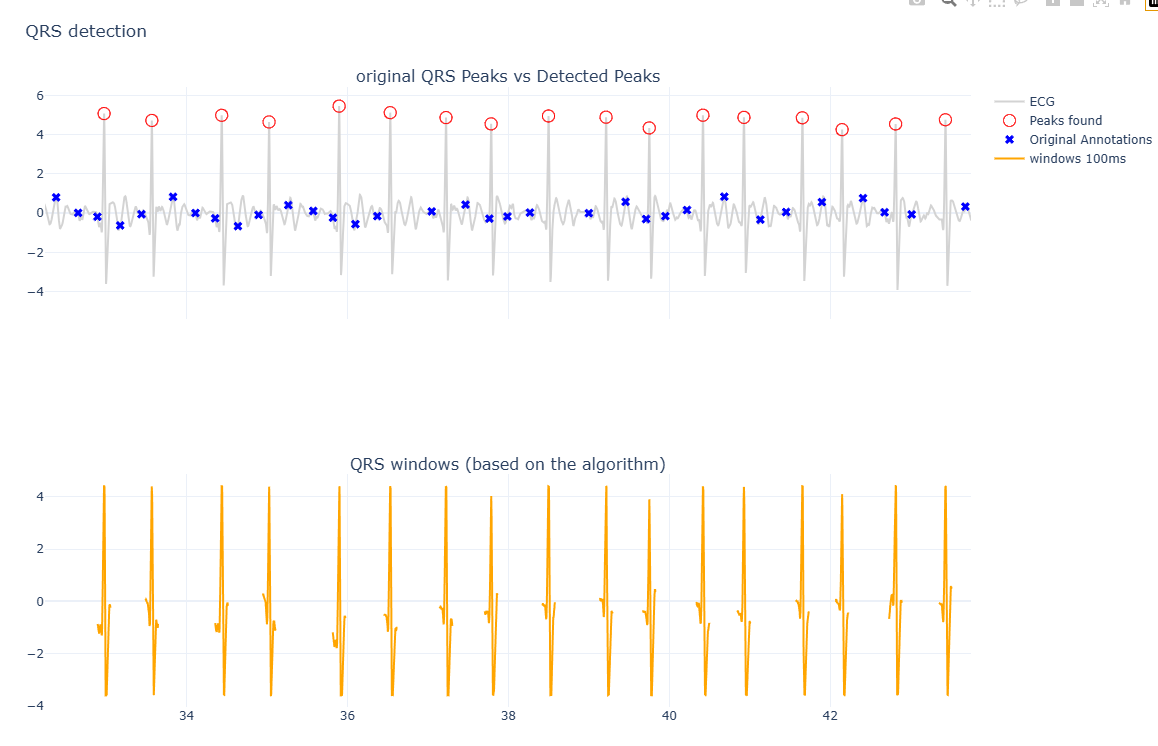 QRS detection
original QRS Peaks vs Detected Peaks
6
4
2
0
−2
−4
ECG
Peaks found
Original Annotations
windows 100ms
QRS windows (based on the algorithm)
4
2
0
−2
−4
34
36
38
40
42